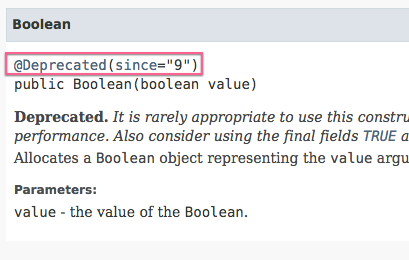 Boolean
@Deprecated(since="9")
public Boolean(boolean value)
Deprecated. It is rarely appropriate to use this constru
performance. Also consider using the final fields TRUE a
Allocates a Boolean object representing the value argu
Parameters:
value - the value of the Boolean.